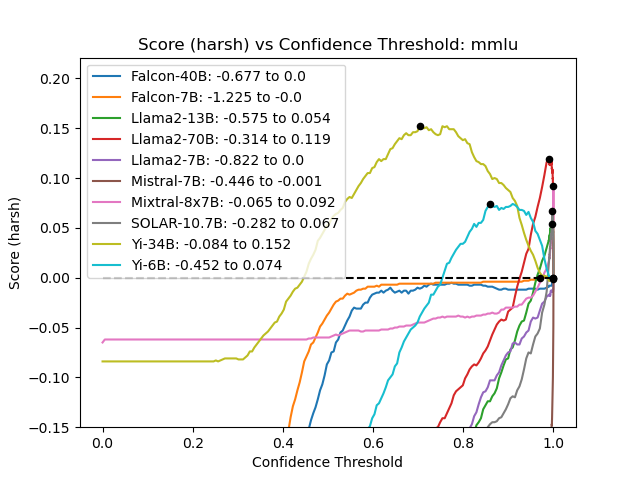 Score (harsh) vs Confidence Threshold: mmlu
Falcon-40B: -0.677 to 0.0
Falcon-7B: -1.225 to -0.0
Llama2-13B: -0.575 to 0.054
Llama2-70B: -0.314 to 0.119
Llama2-7B: -0.822 to 0.0
Mistral-7B: -0.446 to -0.001
Mixtral-8x7B: -0.065 to 0.092
SOLAR-10.7B: -0.282 to 0.067
Yi-34B: -0.084 to 0.152
Yi-6B: -0.452 to 0.074
Score (harsh)
0.20
0.15
0.10
0.05
0.00
−0.05
−0.10
−0.15
0.0 0.2 0.4 0.6 0.8 1.0
Confidence Threshold